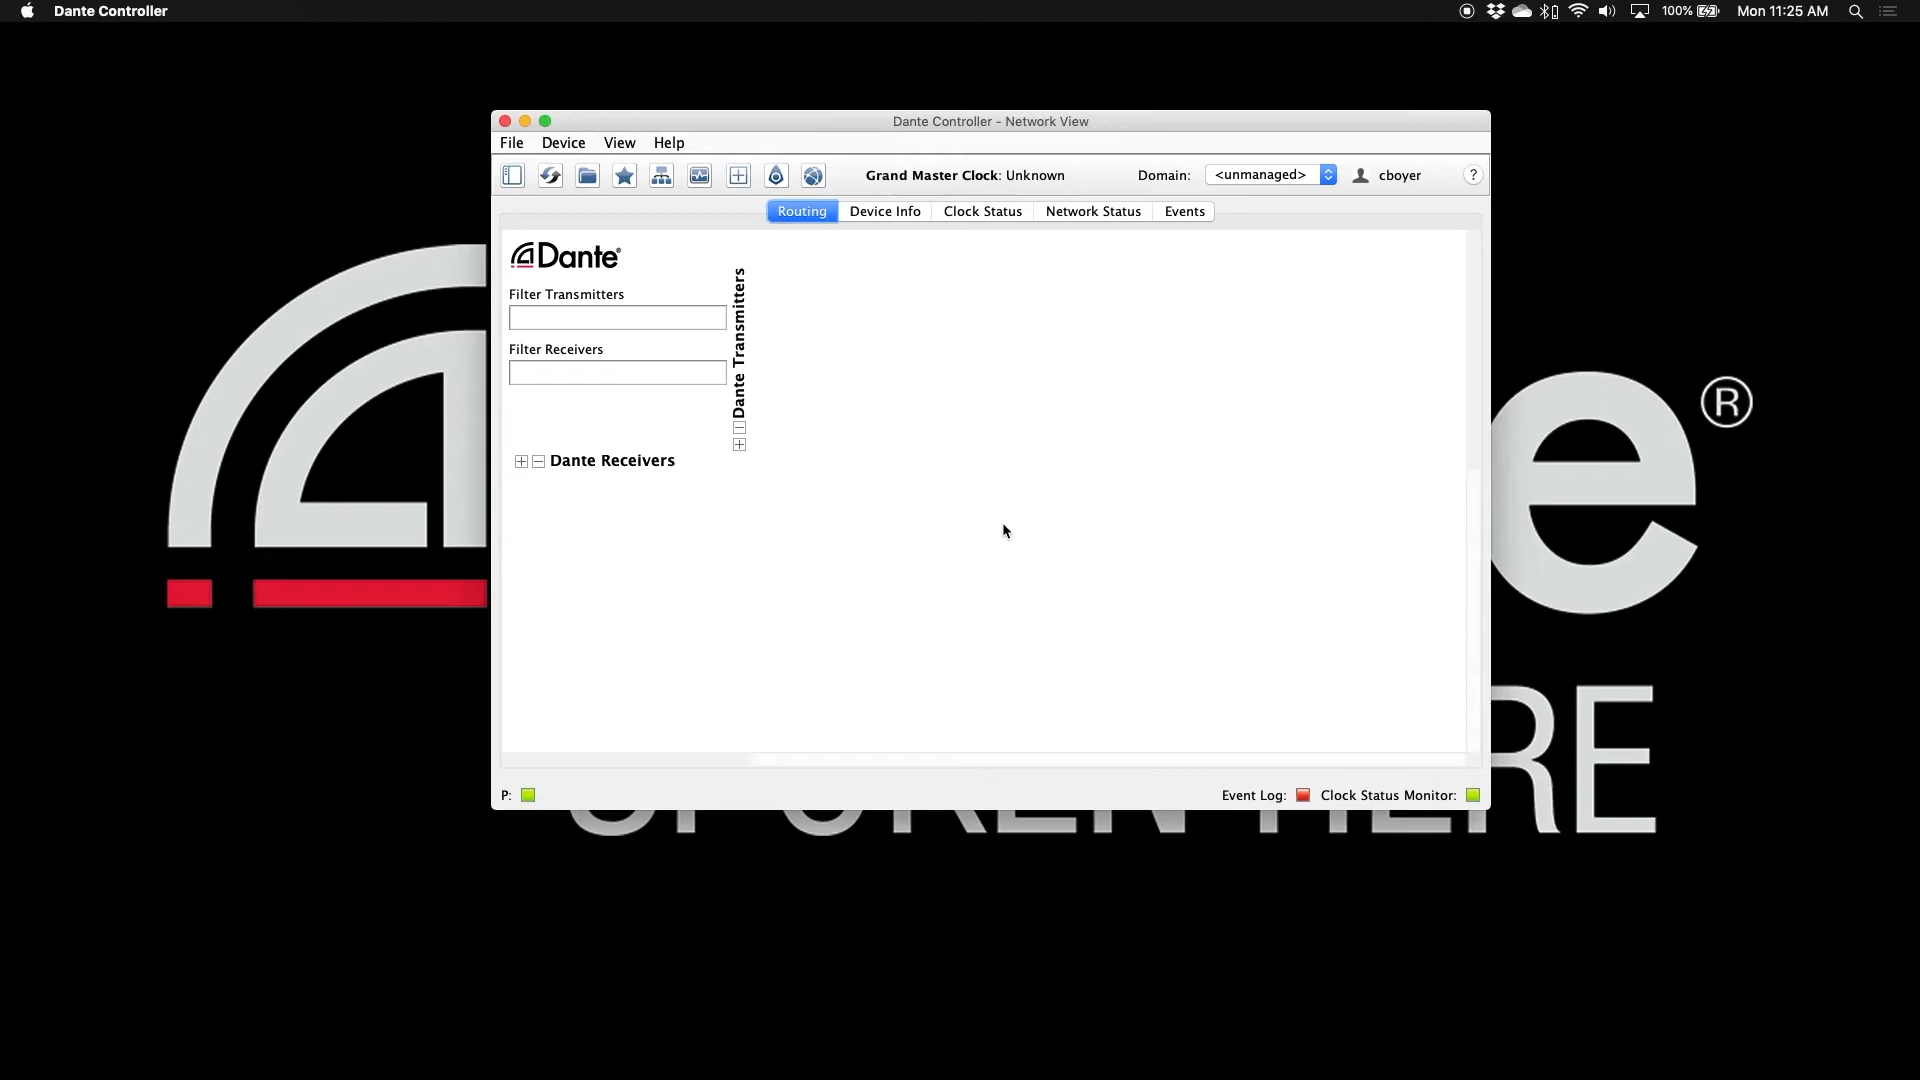 Dante Controller
100%
Mon 11:25 AM
Dante Controller - Network View
File Device View Help
Grand Master Clock: Unknown
Domain: <unmanaged>
cboyer
?
Routing Device Info Clock Status Network Status Events
Dante®
Filter Transmitters
Filter Receivers
Dante Transmitters
Dante Receivers
P:
Event Log:
Clock Status Monitor:
e®
SPOKEN HERE